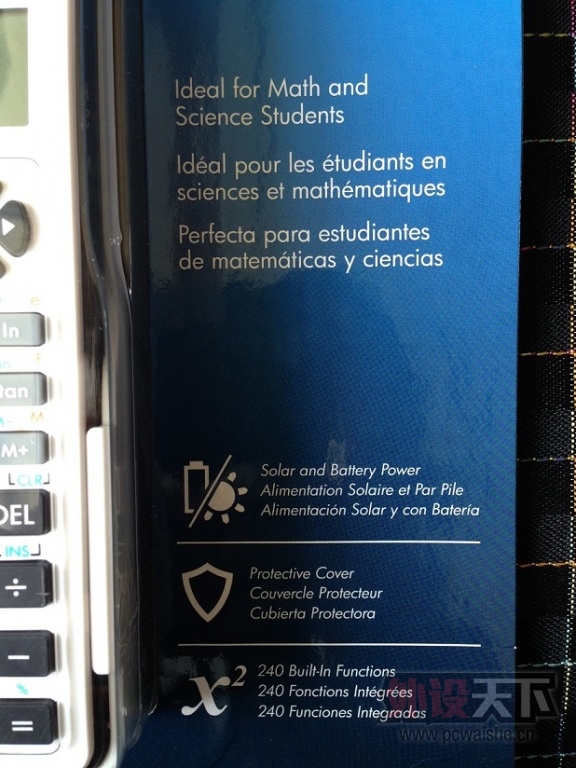 Ideal for Math and
Science Students
Idéal pour les étudiants en
sciences et mathématiques
Perfecta para estudiantes
de matemáticas y ciencias
e
ln
F
tan
M
M+
CLR
DEL
INS
÷
−
%
=
Solar and Battery Power
Alimentation Solaire et Par Pile
Alimentación Solar y con Batería
Protective Cover
Couvercle Protecteur
Cubierta Protectora
x²
240 Built-In Functions
240 Fonctions Intégrées
240 Funciones Integradas
外设天下
www.pcwaishe.cn